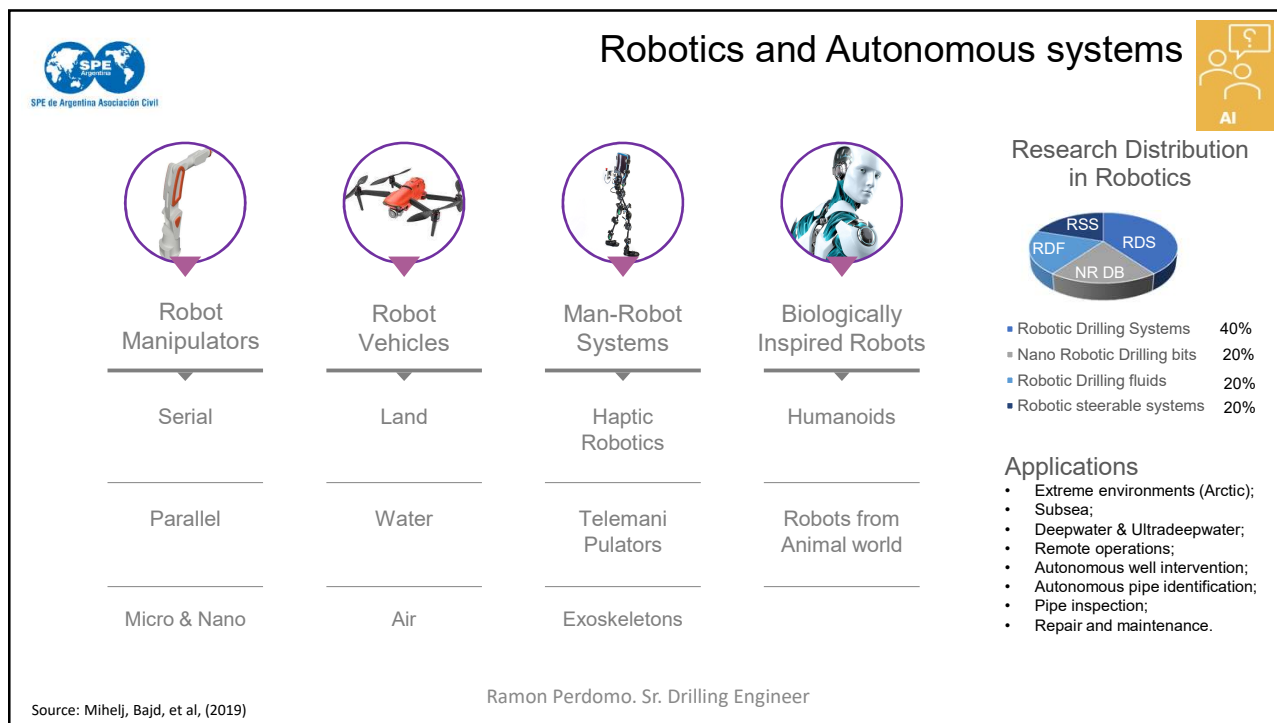 Robotics and Autonomous systems
SPE
Argentina
SPE de Argentina Asociación Civil
?
AI
Robot
Manipulators
Serial
Parallel
Micro & Nano
Robot
Vehicles
Land
Water
Air
Man-Robot
Systems
Haptic
Robotics
Telemani
Pulators
Exoskeletons
Biologically
Inspired Robots
Humanoids
Robots from
Animal world
Research Distribution
in Robotics
RSS
RDF
RDS
NR DB
Robotic Drilling Systems 40%
Nano Robotic Drilling bits 20%
Robotic Drilling fluids 20%
Robotic steerable systems 20%
Applications
• Extreme environments (Arctic);
• Subsea;
• Deepwater & Ultradeepwater;
• Remote operations;
• Autonomous well intervention;
• Autonomous pipe identification;
• Pipe inspection;
• Repair and maintenance.
Ramon Perdomo. Sr. Drilling Engineer
Source: Mihelj, Bajd, et al, (2019)